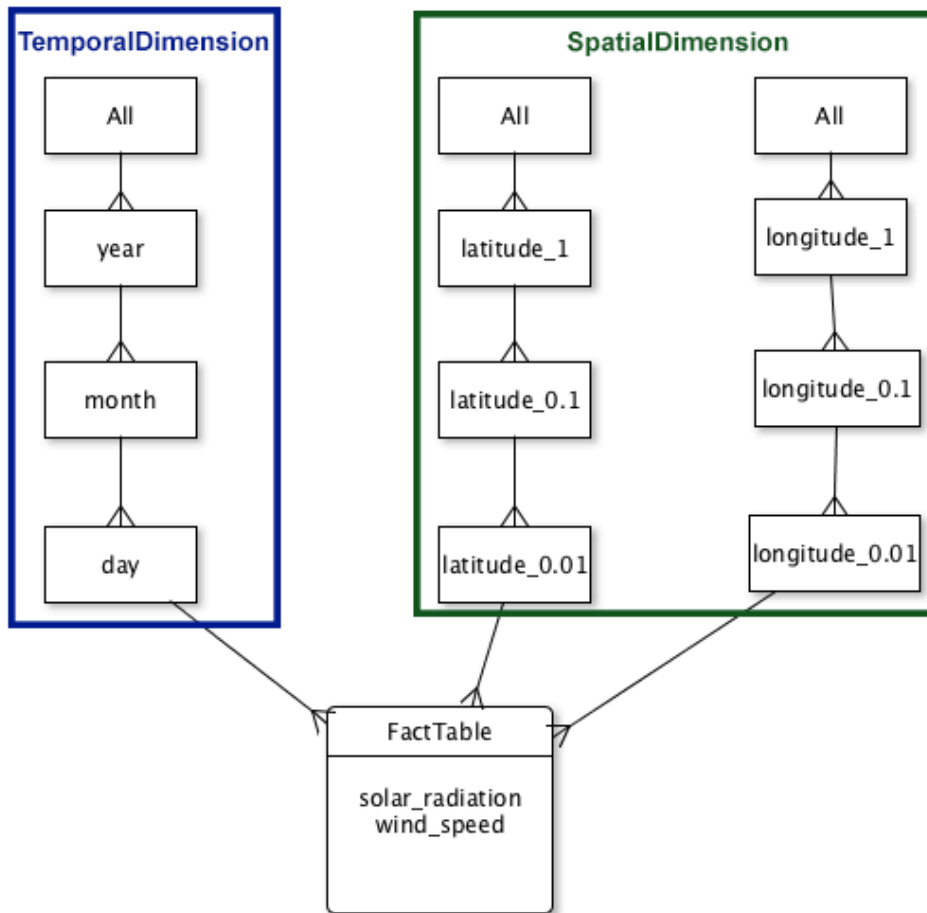 TemporalDimension
All
year
month
day
SpatialDimension
All
latitude_1
latitude_0.1
latitude_0.01
All
longitude_1
longitude_0.1
longitude_0.01
FactTable
solar_radiation
wind_speed